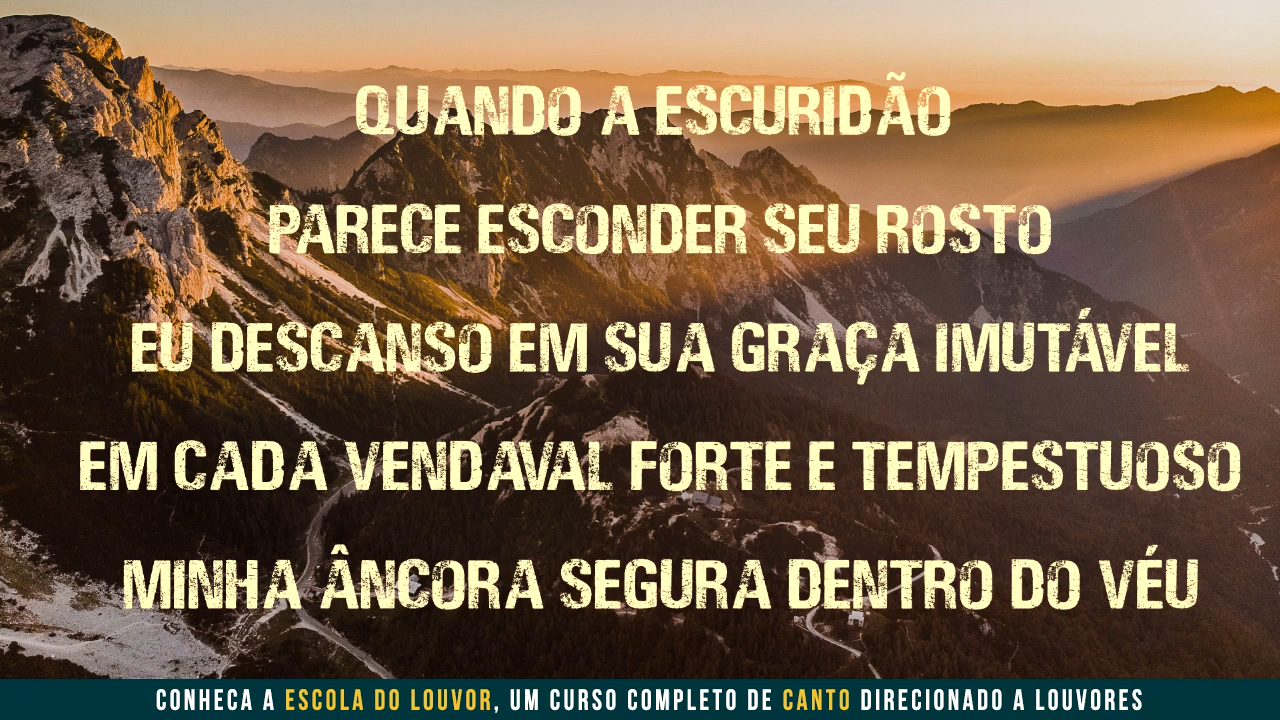 QUANDO A ESCURIDÃO
PARECE ESCONDER SEU ROSTO
EU DESCANSO EM SUA GRAÇA IMUTÁVEL
EM CADA VENDAVAL FORTE E TEMPESTUOSO
MINHA ÂNCORA SEGURA DENTRO DO VÉU
CONHECA A ESCOLA DO LOUVOR, UM CURSO COMPLETO DE CANTO DIRECIONADO A LOUVORES